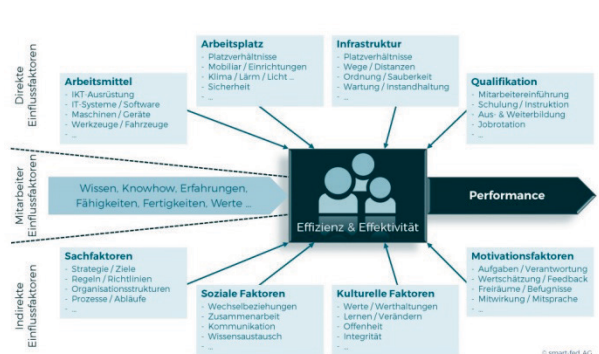 Direkte
Einflussfaktoren
Arbeitsmittel
- IKT-Ausrüstung
- IT-Systeme / Software
- Maschinen / Geräte
- Werkzeuge / Fahrzeuge
- ...
Arbeitsplatz
- Platzverhältnisse
- Mobiliar / Einrichtungen
- Klima / Lärm / Licht ...
- Sicherheit
- ...
Infrastruktur
- Platzverhältnisse
- Wege / Distanzen
- Ordnung / Sauberkeit
- Wartung / Instandhaltung
- ...
Qualifikation
- Mitarbeitereinführung
- Schulung / Instruktion
- Aus- & Weiterbildung
- Jobrotation
- ...
Mitarbeiter
Einflussfaktoren
Wissen, Knowhow, Erfahrungen,
Fähigkeiten, Fertigkeiten, Werte ...
Effizienz & Effektivität
Performance
Indirekte
Einflussfaktoren
Sachfaktoren
- Strategie / Ziele
- Regeln / Richtlinien
- Organisationsstrukturen
- Prozesse / Abläufe
- ...
Soziale Faktoren
- Wechselbeziehungen
- Zusammenarbeit
- Kommunikation
- Wissensaustausch
- ...
Kulturelle Faktoren
- Werte / Werthaltungen
- Lernen / Verändern
- Offenheit
- Integrität
- ...
Motivationsfaktoren
- Aufgaben / Verantwortung
- Wertschätzung / Feedback
- Freiräume / Befugnisse
- Mitwirkung / Mitsprache
- ...
© smart-fed. AG